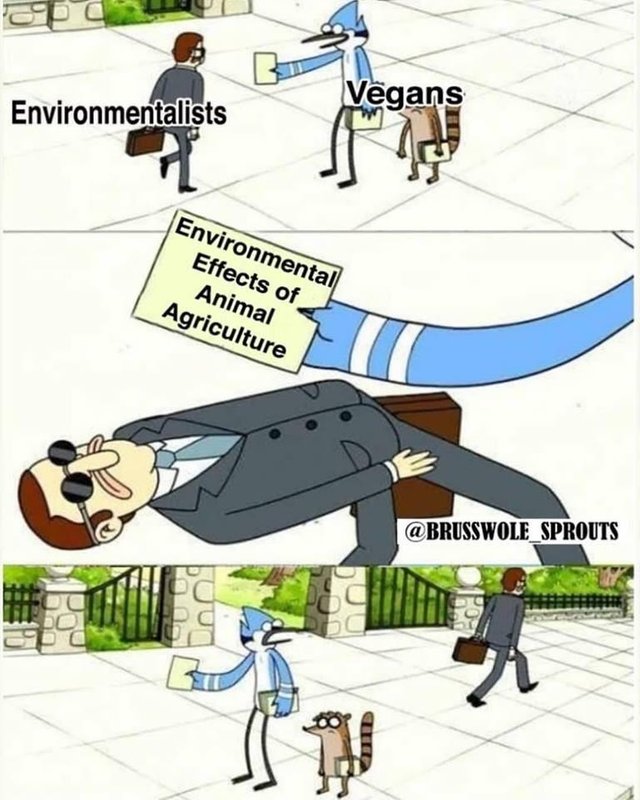 Environmentalists
Vegans
Environmental
Effects of
Animal
Agriculture
@BRUSSWOLE_SPROUTS